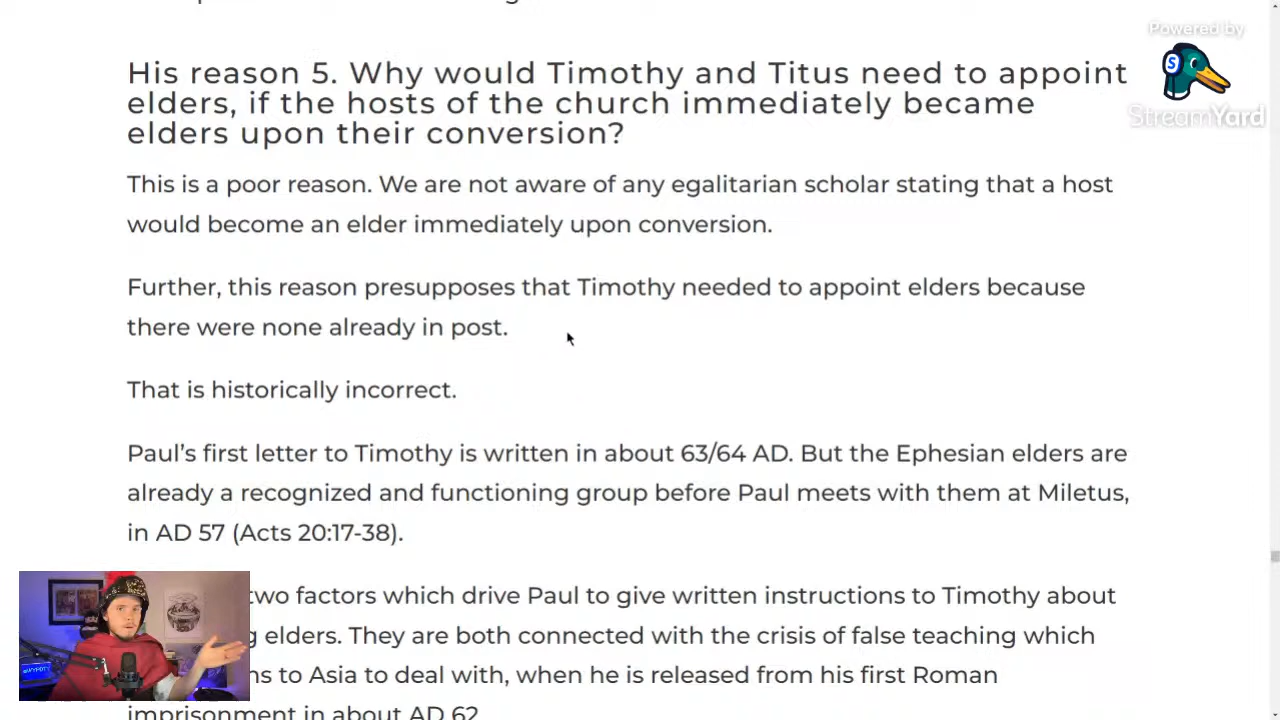 Powered by
StreamYard
His reason 5. Why would Timothy and Titus need to appoint
elders, if the hosts of the church immediately became
elders upon their conversion?
This is a poor reason. We are not aware of any egalitarian scholar stating that a host
would become an elder immediately upon conversion.
Further, this reason presupposes that Timothy needed to appoint elders because
there were none already in post.
That is historically incorrect.
Paul’s first letter to Timothy is written in about 63/64 AD. But the Ephesian elders are
already a recognized and functioning group before Paul meets with them at Miletus,
in AD 57 (Acts 20:17-38).
two factors which drive Paul to give written instructions to Timothy about
elders. They are both connected with the crisis of false teaching which
to Asia to deal with, when he is released from his first Roman
imprisonment in about AD 62